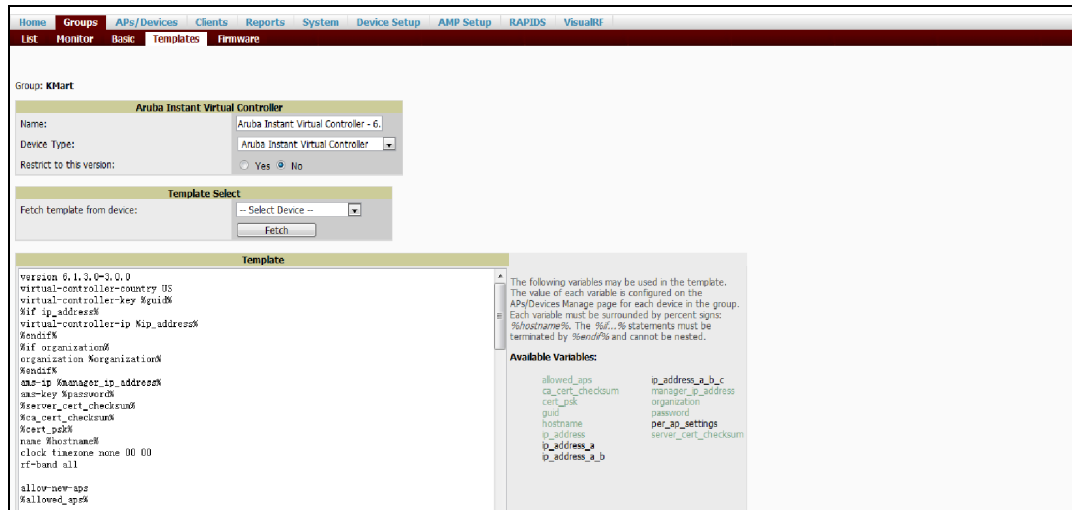 Home Groups APs/Devices Clients Reports System Device Setup AMP Setup RAPIDS VisualRF
List Monitor Basic Templates Firmware
Group: KMart
Aruba Instant Virtual Controller
Name: Aruba Instant Virtual Controller - 6.
Device Type: Aruba Instant Virtual Controller
Restrict to this version: Yes No
Template Select
Fetch template from device: -- Select Device --
Fetch
Template
version 6.1.3.0-3.0.0
virtual-controller-country US
virtual-controller-key %guid%
%if ip_address%
virtual-controller-ip %ip_address%
%endif%
%if organization%
organization %organization%
%endif%
ams-ip %manager_ip_address%
ams-key %password%
%server_cert_checksum%
%ca_cert_checksum%
%cert_psk%
name %hostname%
clock timezone none 00 00
rf-band all
allow-new-aps
%allowed_aps%
The following variables may be used in the template.
The value of each variable is configured on the
APs/Devices Manage page for each device in the group.
Each variable must be surrounded by percent signs:
%hostname%. The %if...% statements must be
terminated by %endif% and cannot be nested.
Available Variables:
allowed_aps
ca_cert_checksum
cert_psk
guid
hostname
ip_address
ip_address_a
ip_address_a_b
ip_address_a_b_c
manager_ip_address
organization
password
per_ap_settings
server_cert_checksum